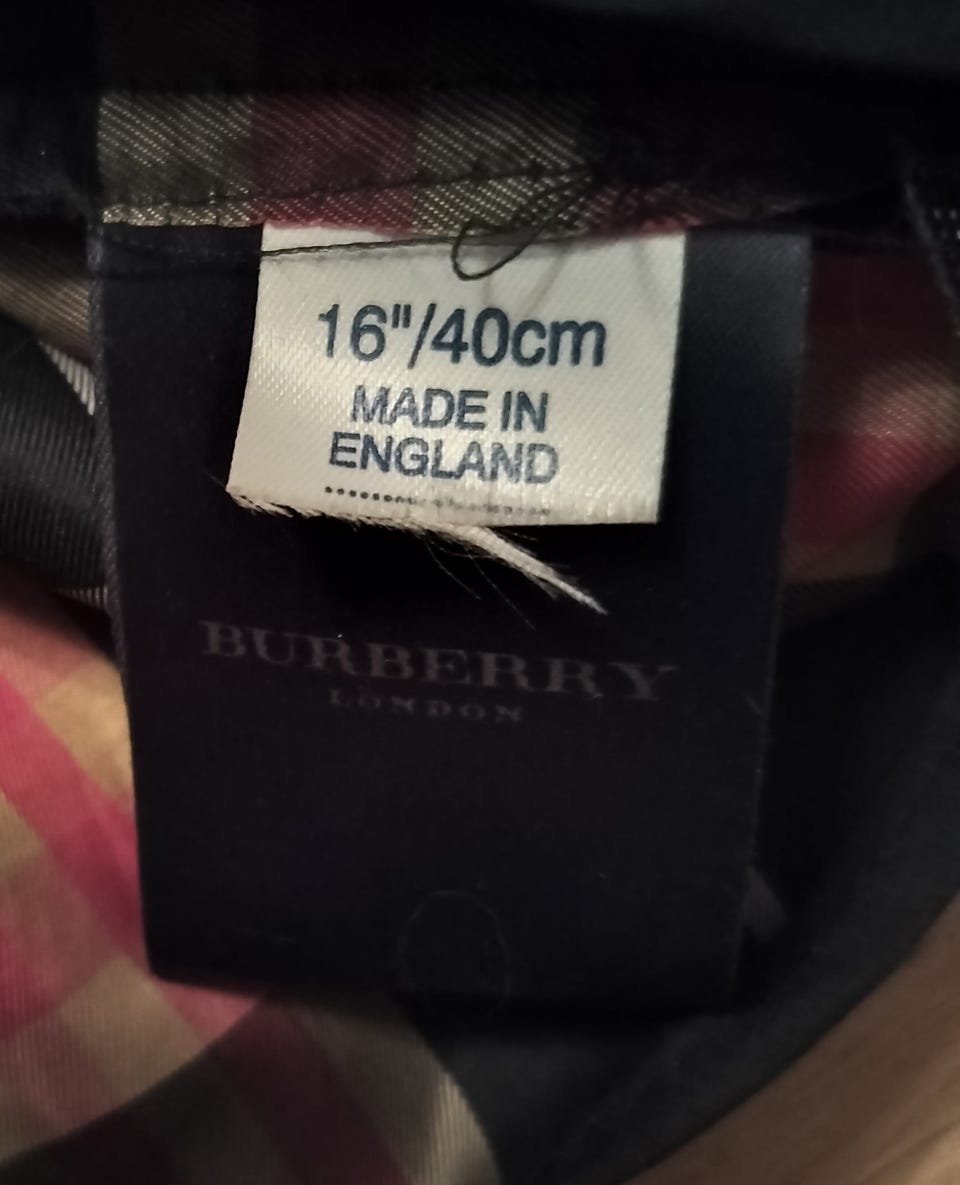 16"/40cm
MADE IN
ENGLAND
BURBERRY
LONDON